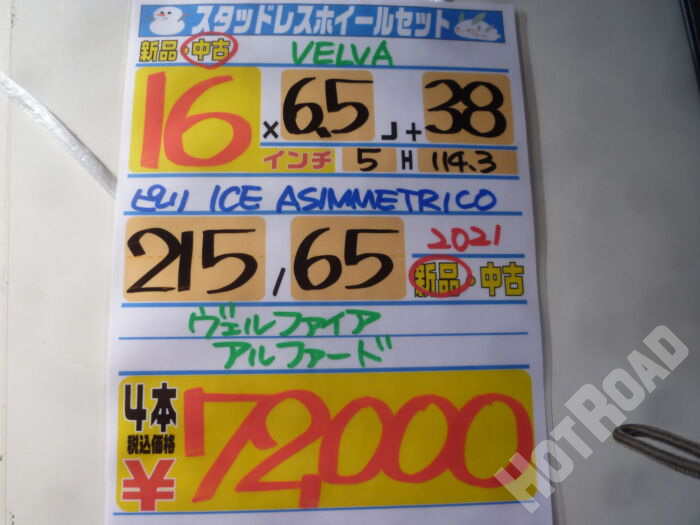 スタッドレスホイールセット
新品・中古 VELVA
16 × 6.5 J + 38
インチ 5 H 114.3
ピレリ ICE ASIMMETRICO
215 / 65 2021
新品・中古
ヴェルファイア
アルファード
4本
税込価格
¥72,000
HOTROAD